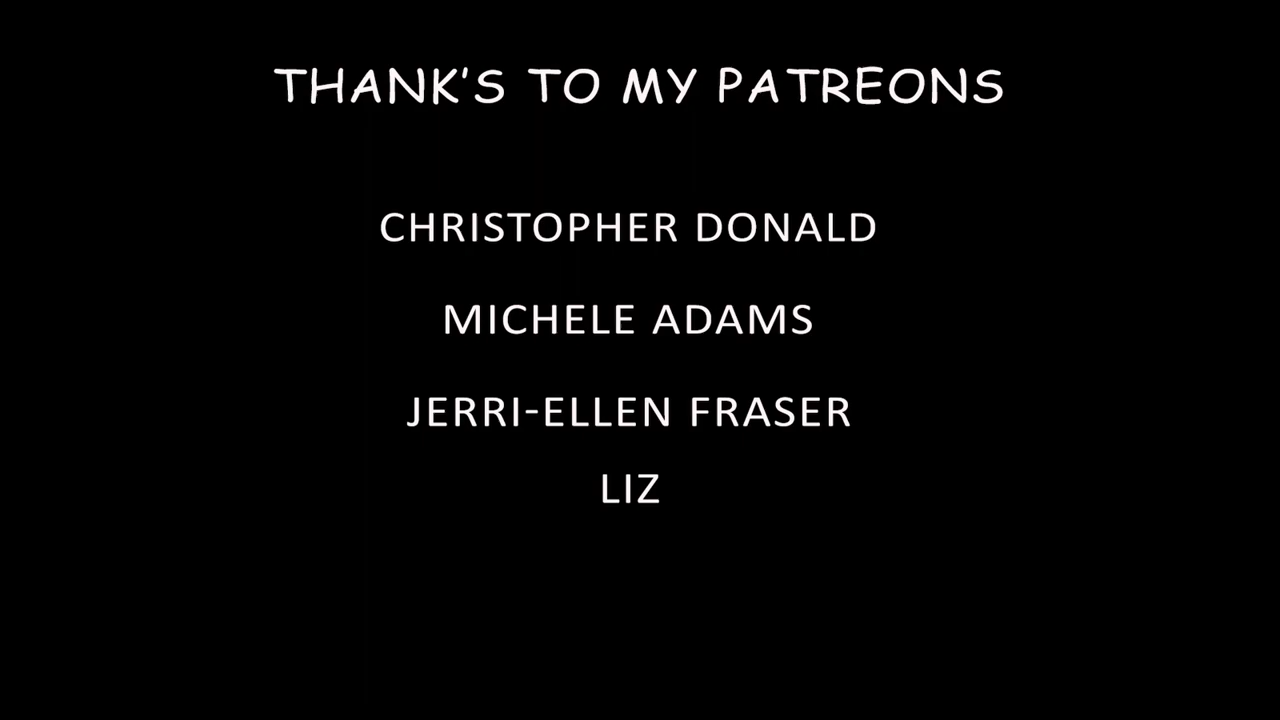 THANK'S TO MY PATREONS
CHRISTOPHER DONALD
MICHELE ADAMS
JERRI-ELLEN FRASER
LIZ